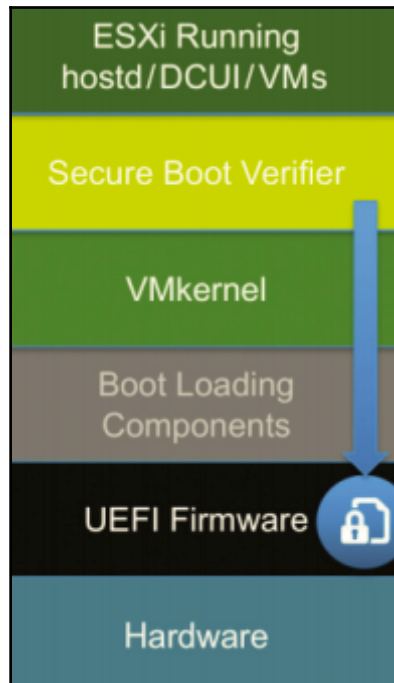 ESXi Running
hostd/DCUI/VMs
Secure Boot Verifier
VMkernel
Boot Loading
Components
UEFI Firmware
Hardware